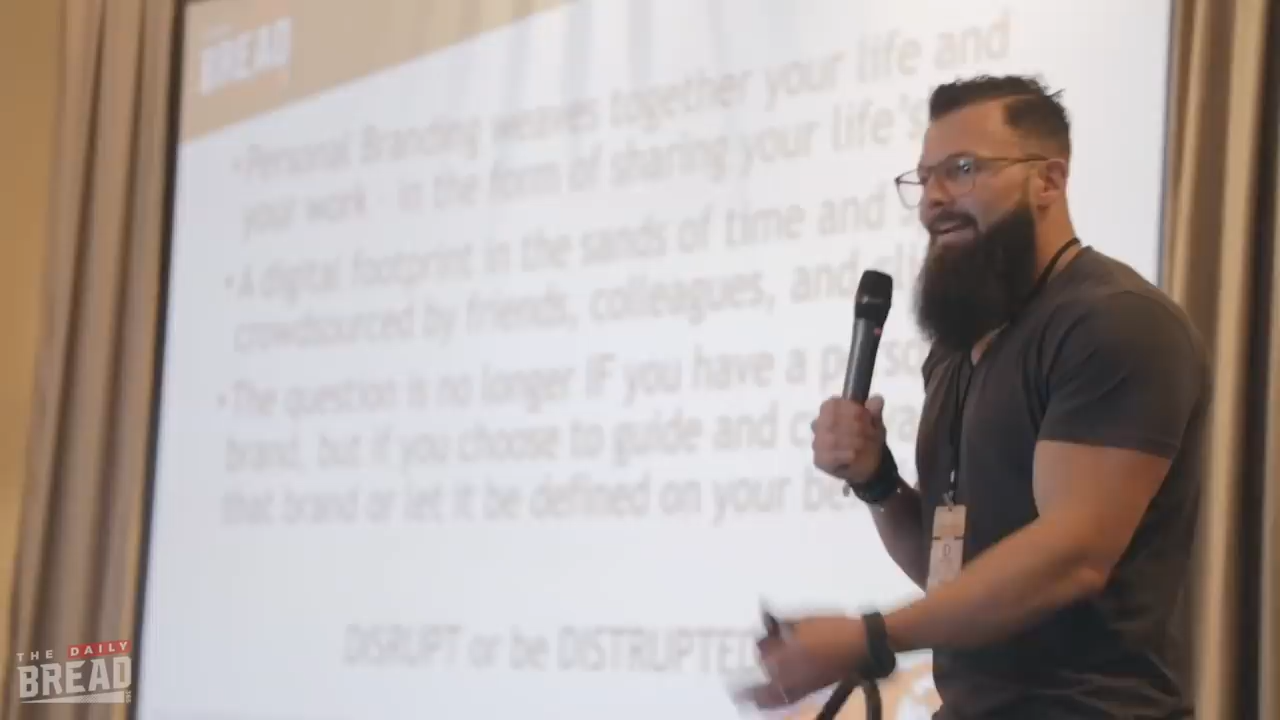 BREAD
•Personal Branding weaves together your life and
your work - in the form of sharing your life's
•A digital footprint in the sands of time and
crowdsourced by friends, colleagues, and
•The question is no longer IF you have a
brand, but if you choose to guide and
that brand or let it be defined on your
DISRUPT or be DISTRUPTED
THE DAILY
BREAD